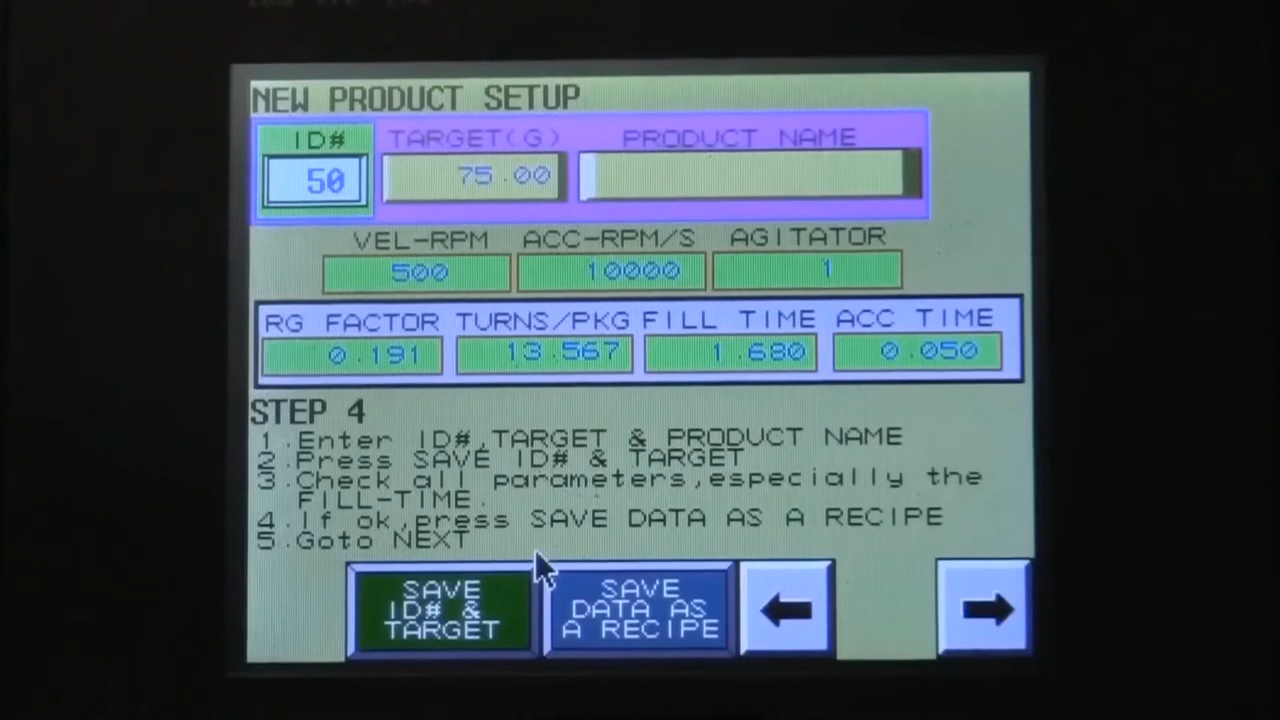 NEW PRODUCT SETUP
ID# TARGET(G) PRODUCT NAME
50 75.00
VEL-RPM ACC-RPM/S AGITATOR
500 10000 1
RG FACTOR TURNS/PKG FILL TIME ACC TIME
0.191 13.567 1.680 0.050
STEP 4
1.Enter ID#,TARGET & PRODUCT NAME
2.Press SAVE ID# & TARGET
3.Check all parameters,especially the
FILL-TIME.
4.If ok,press SAVE DATA AS A RECIPE
5.Goto NEXT
SAVE
ID# &
TARGET
SAVE
DATA AS
A RECIPE